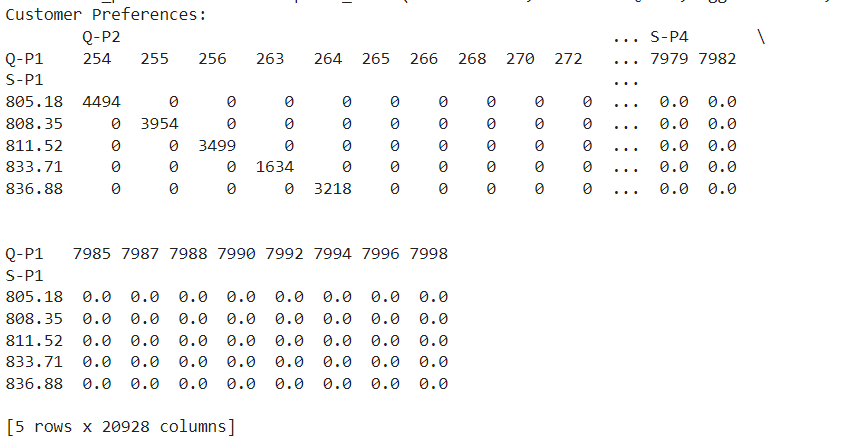 Customer Preferences:
Q-P2 ... S-P4 \
Q-P1 254 255 256 263 264 265 266 268 270 272 ... 7979 7982
S-P1 ...
805.18 4494 0 0 0 0 0 0 0 0 0 ... 0.0 0.0
808.35 0 3954 0 0 0 0 0 0 0 0 ... 0.0 0.0
811.52 0 0 3499 0 0 0 0 0 0 0 ... 0.0 0.0
833.71 0 0 0 1634 0 0 0 0 0 0 ... 0.0 0.0
836.88 0 0 0 0 3218 0 0 0 0 0 ... 0.0 0.0
Q-P1 7985 7987 7988 7990 7992 7994 7996 7998
S-P1
805.18 0.0 0.0 0.0 0.0 0.0 0.0 0.0 0.0
808.35 0.0 0.0 0.0 0.0 0.0 0.0 0.0 0.0
811.52 0.0 0.0 0.0 0.0 0.0 0.0 0.0 0.0
833.71 0.0 0.0 0.0 0.0 0.0 0.0 0.0 0.0
836.88 0.0 0.0 0.0 0.0 0.0 0.0 0.0 0.0
[5 rows x 20928 columns]